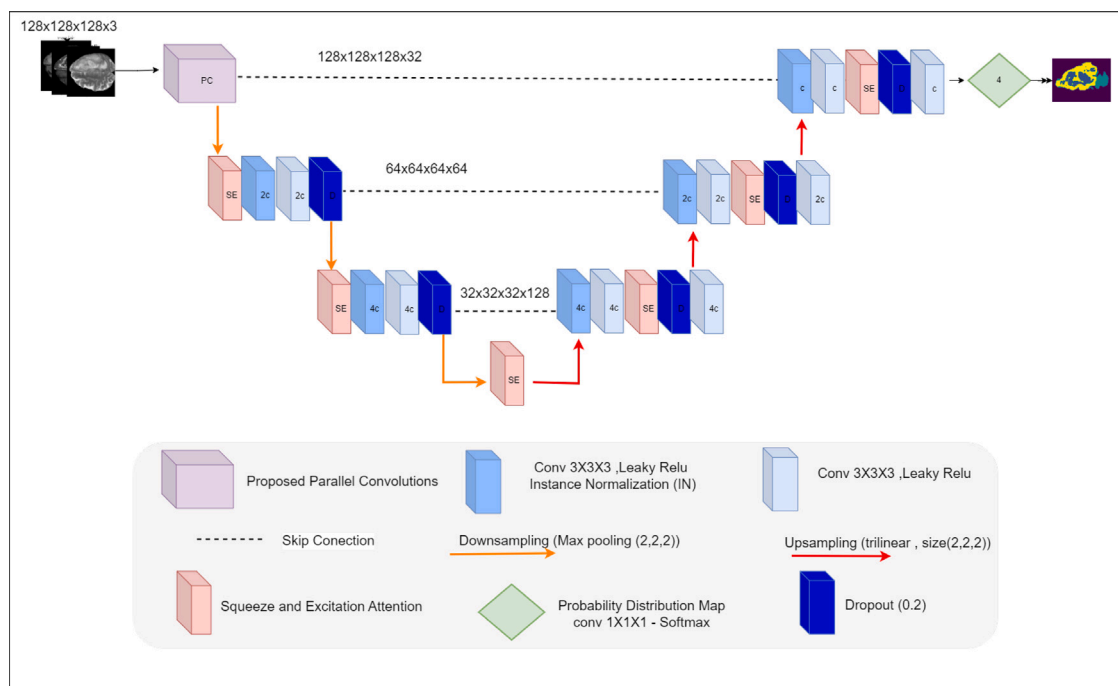 128x128x128x3
128x128x128x32
PC
c
c
SE
D
c
4
64x64x64x64
SE
2c
2c
D
2c
2c
SE
D
2c
32x32x32x128
SE
4c
4c
D
4c
4c
SE
D
4c
SE
Proposed Parallel Convolutions
Conv 3X3X3 ,Leaky Relu
Instance Normalization (IN)
Conv 3X3X3 ,Leaky Relu
Skip Conection
Downsampling (Max pooling (2,2,2))
Upsampling (trilinear , size(2,2,2))
Squeeze and Excitation Attention
Probability Distribution Map
conv 1X1X1 - Softmax
Dropout (0.2)